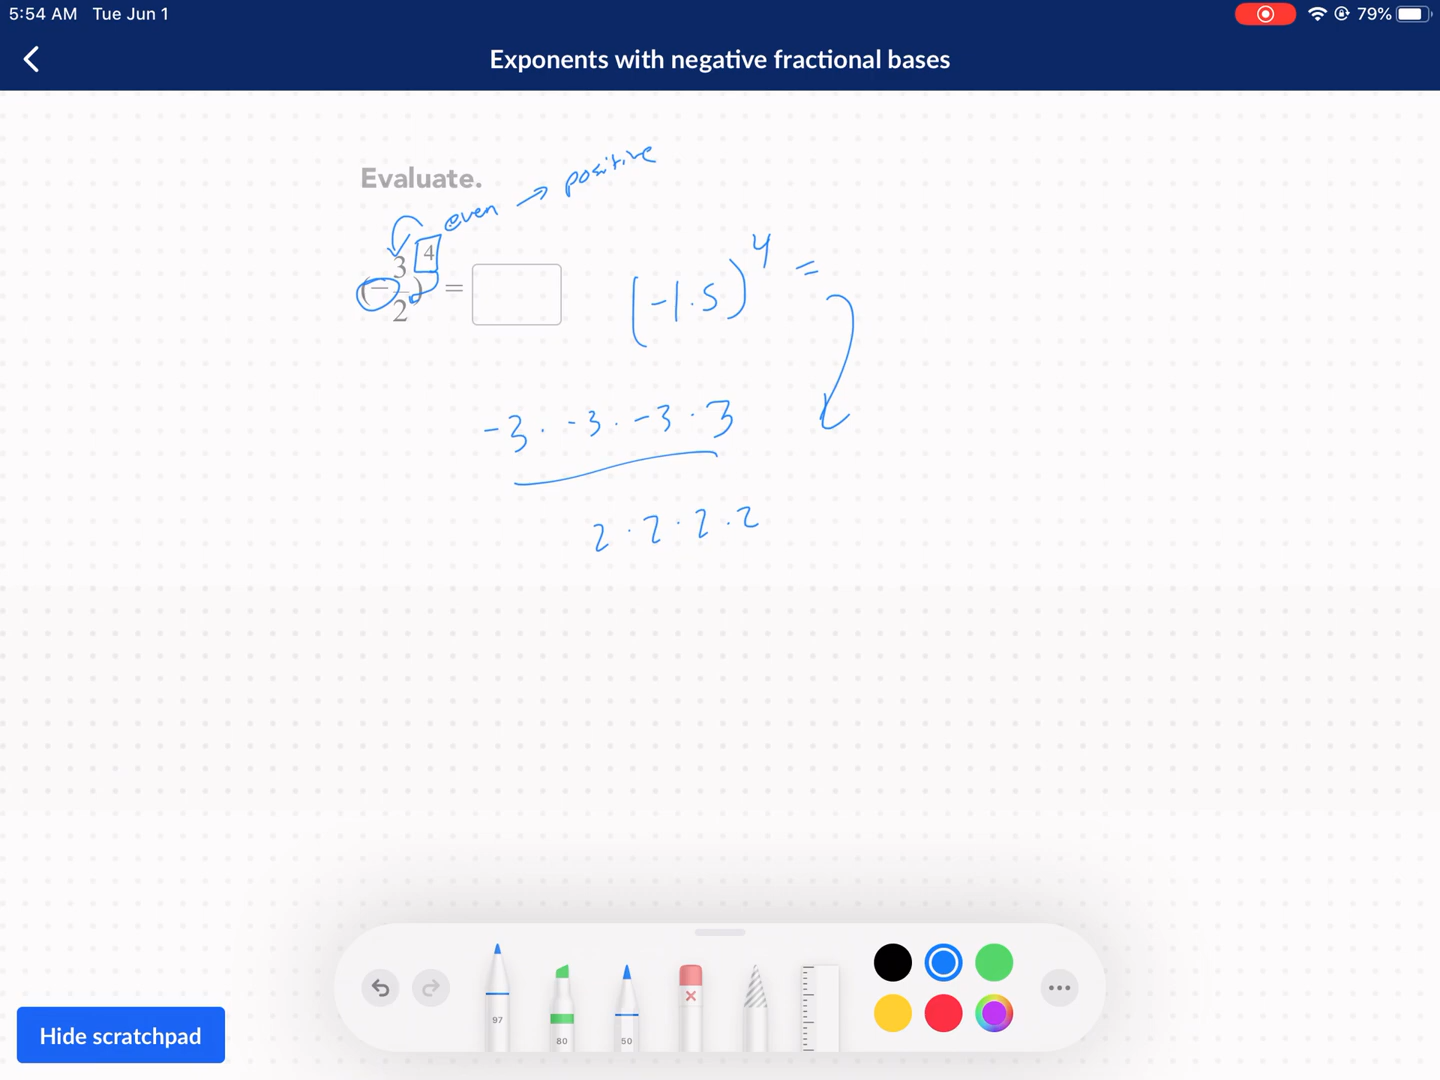 5:54 AM Tue Jun 1
79%
Exponents with negative fractional bases
Evaluate.
even → positive
(-3/2)^4 =
(-1.5)^4 =
-3 · -3 · -3 · 3
2 · 2 · 2 · 2
97
80
50
Hide scratchpad